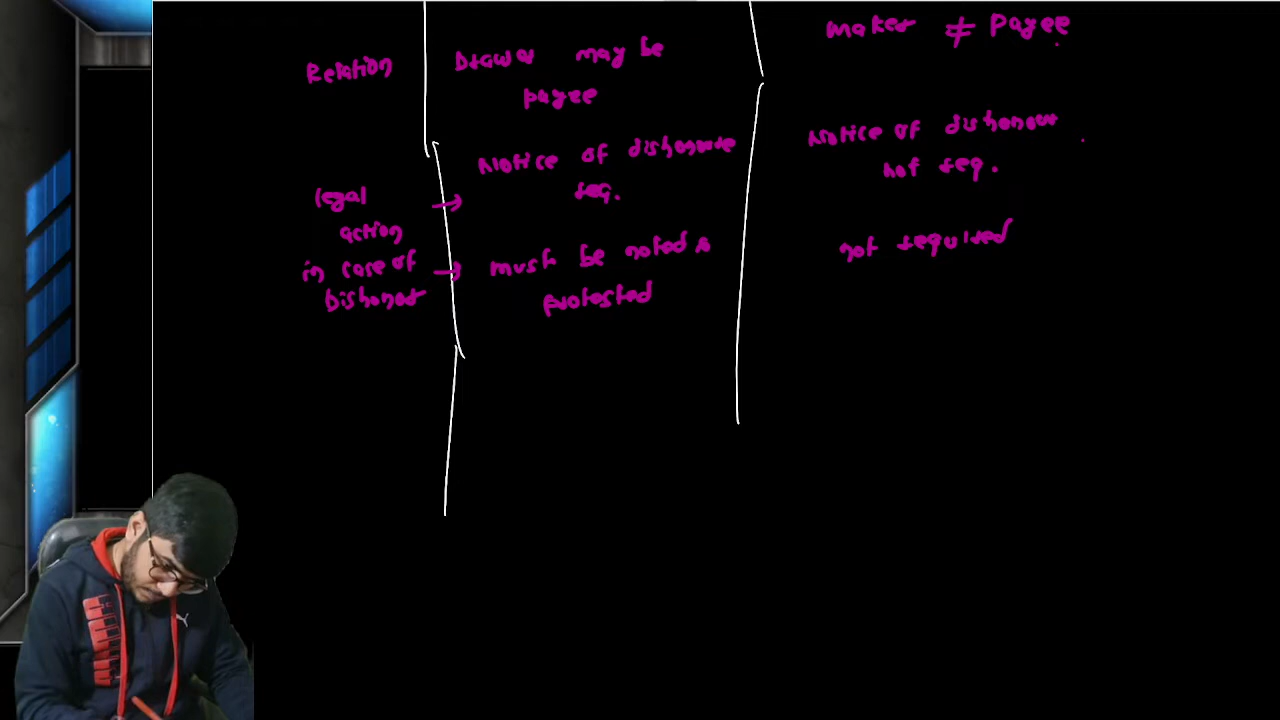 Relation
Drawer may be
payee
maker ≠ Payee
legal
action
in case of
Dishonor
Notice of dishonour
req.
must be noted &
protested
Notice of dishonour
not req.
not required